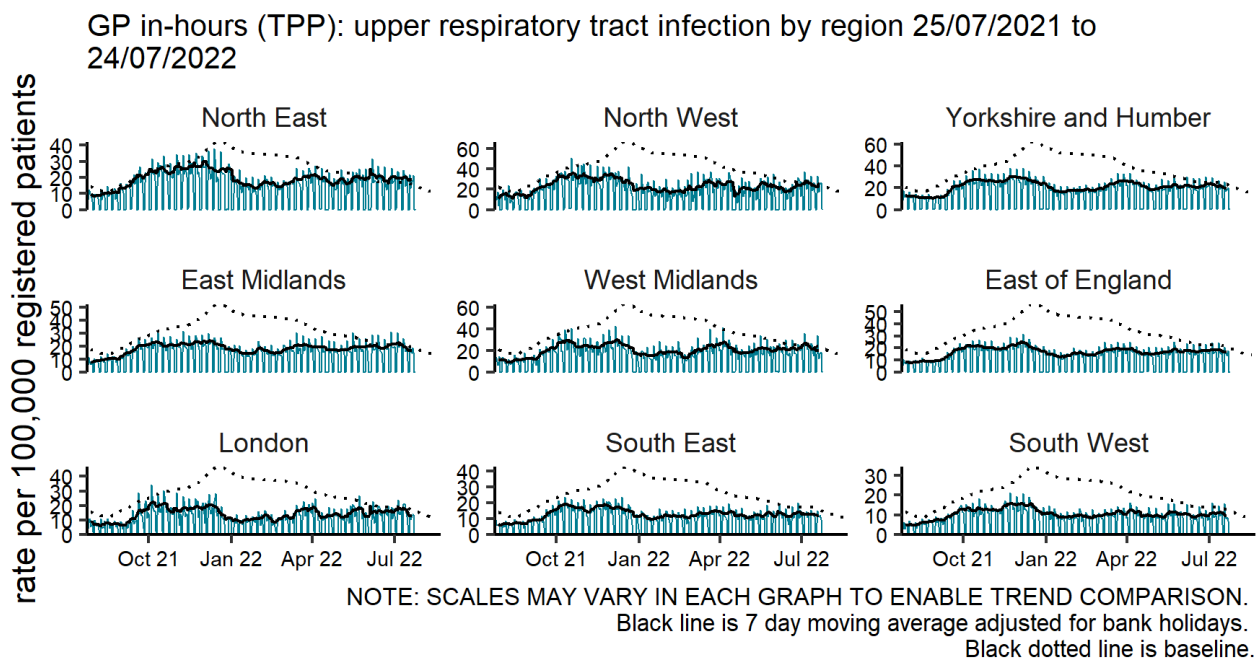 GP in-hours (TPP): upper respiratory tract infection by region 25/07/2021 to
24/07/2022
rate per 100,000 registered patients
North East
North West
Yorkshire and Humber
40
30
20
10
0
60
40
20
0
60
40
20
0
East Midlands
West Midlands
East of England
50
40
30
20
10
0
60
40
20
0
50
40
30
20
10
0
London
South East
South West
40
30
20
10
0
40
30
20
10
0
30
20
10
0
Oct 21 Jan 22 Apr 22 Jul 22
Oct 21 Jan 22 Apr 22 Jul 22
Oct 21 Jan 22 Apr 22 Jul 22
NOTE: SCALES MAY VARY IN EACH GRAPH TO ENABLE TREND COMPARISON.
Black line is 7 day moving average adjusted for bank holidays.
Black dotted line is baseline.